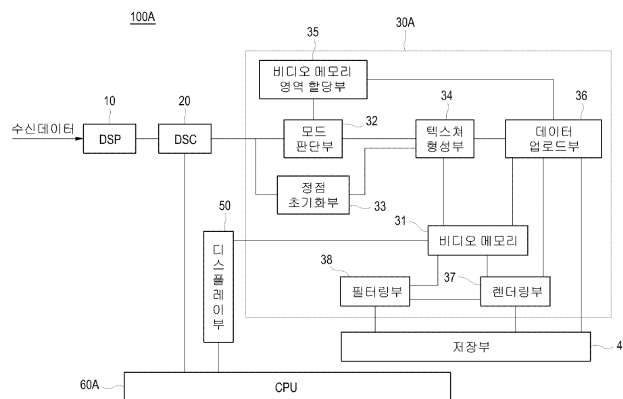 100A
30A
35
비디오 메모리
영역 할당부
10
20
34
36
수신데이터
DSP
DSC
모드
판단부
32
텍스쳐
형성부
데이터
업로드부
정점
초기화부
33
50
디스플레이부
31
비디오 메모리
38
37
필터링부
렌더링부
저장부
4
60A
CPU